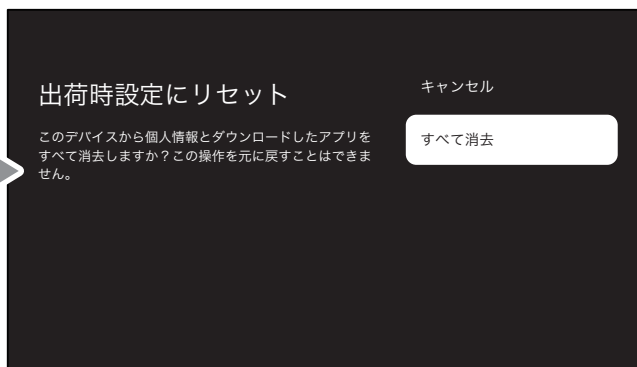 出荷時設定にリセット
このデバイスから個人情報とダウンロードしたアプリを
すべて消去しますか？この操作を元に戻すことはできま
せん。
キャンセル
すべて消去